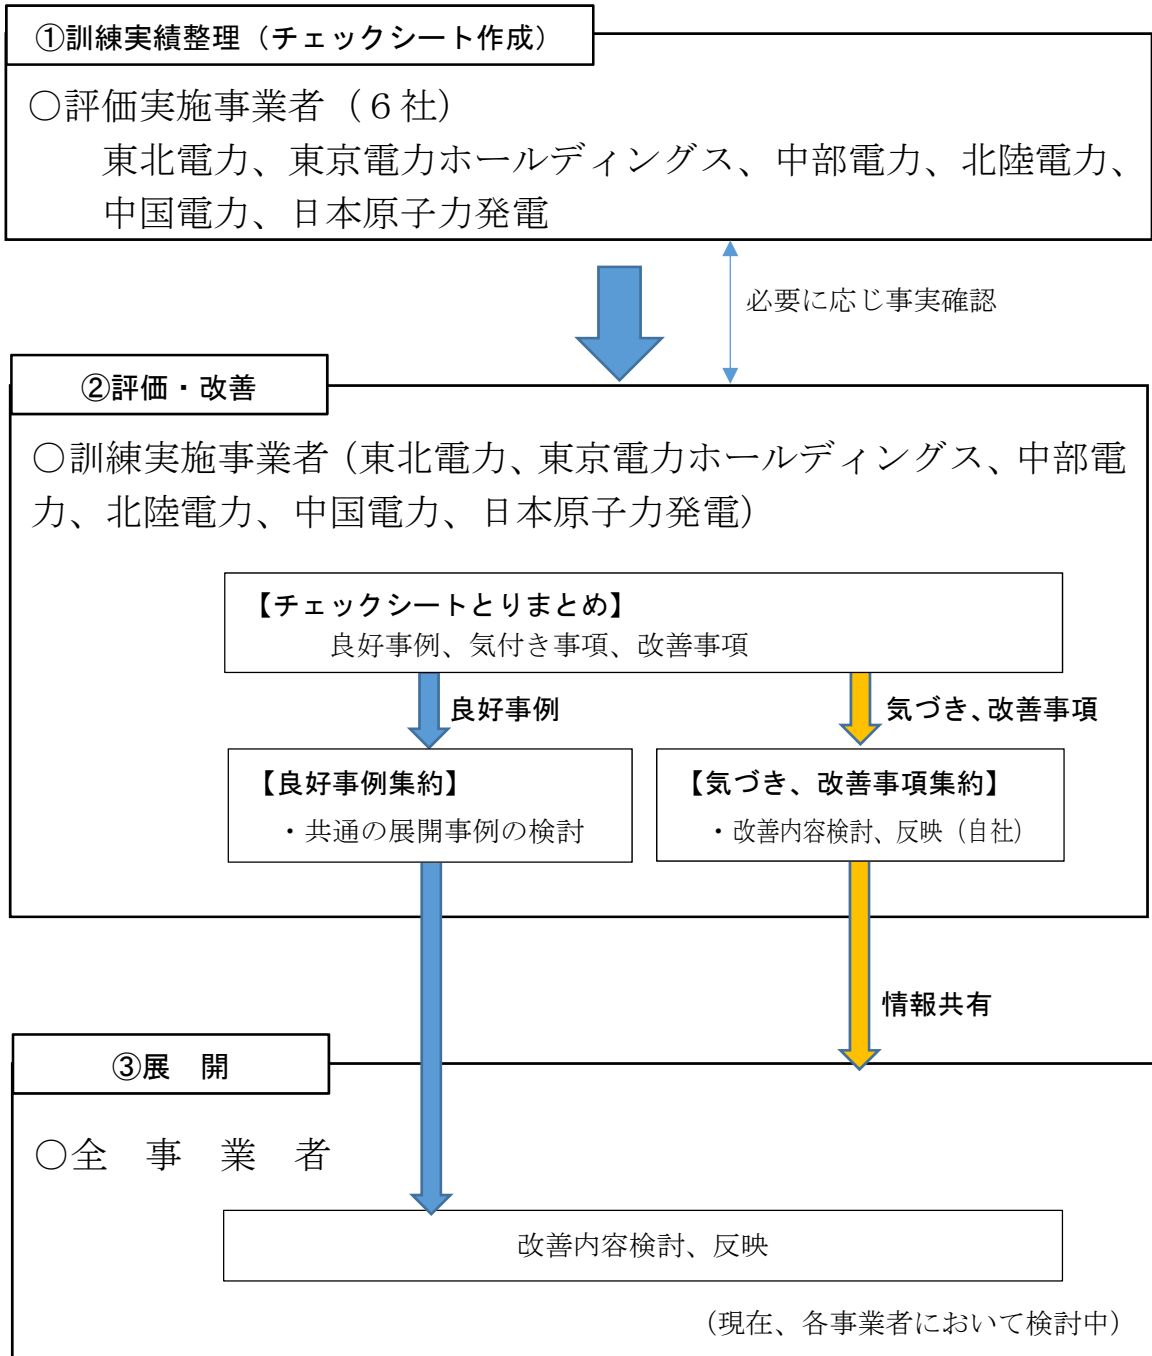 ①訓練実績整理（チェックシート作成）
○評価実施事業者（６社）
東北電力、東京電力ホールディングス、中部電力、北陸電力、
中国電力、日本原子力発電
必要に応じ事実確認
②評価・改善
○訓練実施事業者（東北電力、東京電力ホールディングス、中部電
力、北陸電力、中国電力、日本原子力発電）
【チェックシートとりまとめ】
良好事例、気付き事項、改善事項
良好事例
気づき、改善事項
【良好事例集約】
・共通の展開事例の検討
【気づき、改善事項集約】
・改善内容検討、反映（自社）
情報共有
③展　開
○全　事　業　者
改善内容検討、反映
（現在、各事業者において検討中）